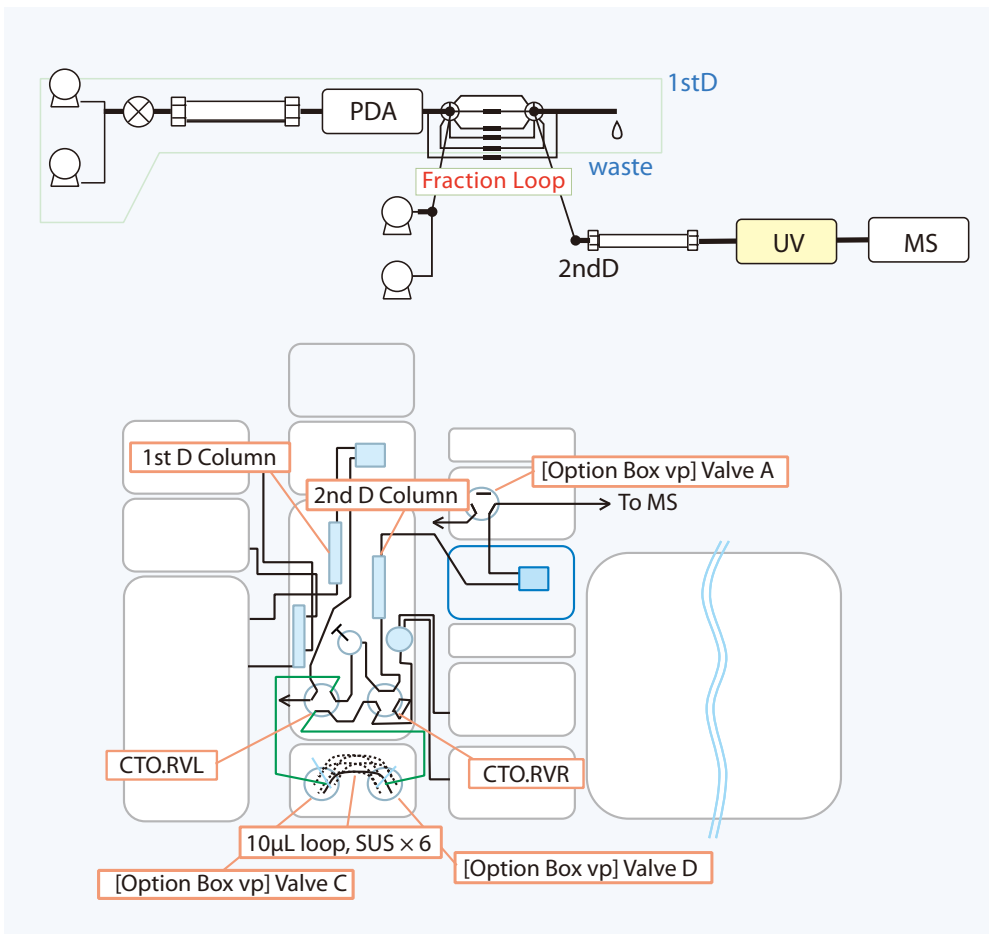 1stD
PDA
waste
Fraction Loop
UV
MS
2ndD
1st D Column
[Option Box vp] Valve A
2nd D Column
To MS
CTO.RVL
CTO.RVR
10μL loop, SUS × 6
[Option Box vp] Valve D
[Option Box vp] Valve C